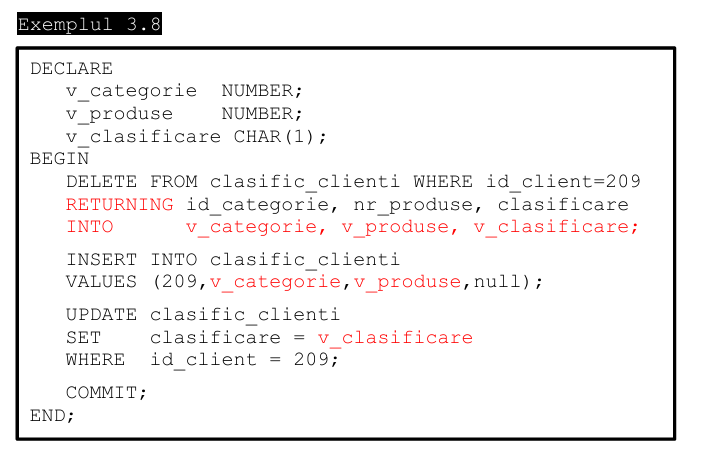 Exemplul 3.8
DECLARE
v_categorie NUMBER;
v_produse NUMBER;
v_clasificare CHAR(1);
BEGIN
DELETE FROM clasific_clienti WHERE id_client=209
RETURNING id_categorie, nr_produse, clasificare
INTO v_categorie, v_produse, v_clasificare;
INSERT INTO clasific_clienti
VALUES (209,v_categorie,v_produse,null);
UPDATE clasific_clienti
SET clasificare = v_clasificare
WHERE id_client = 209;
COMMIT;
END;